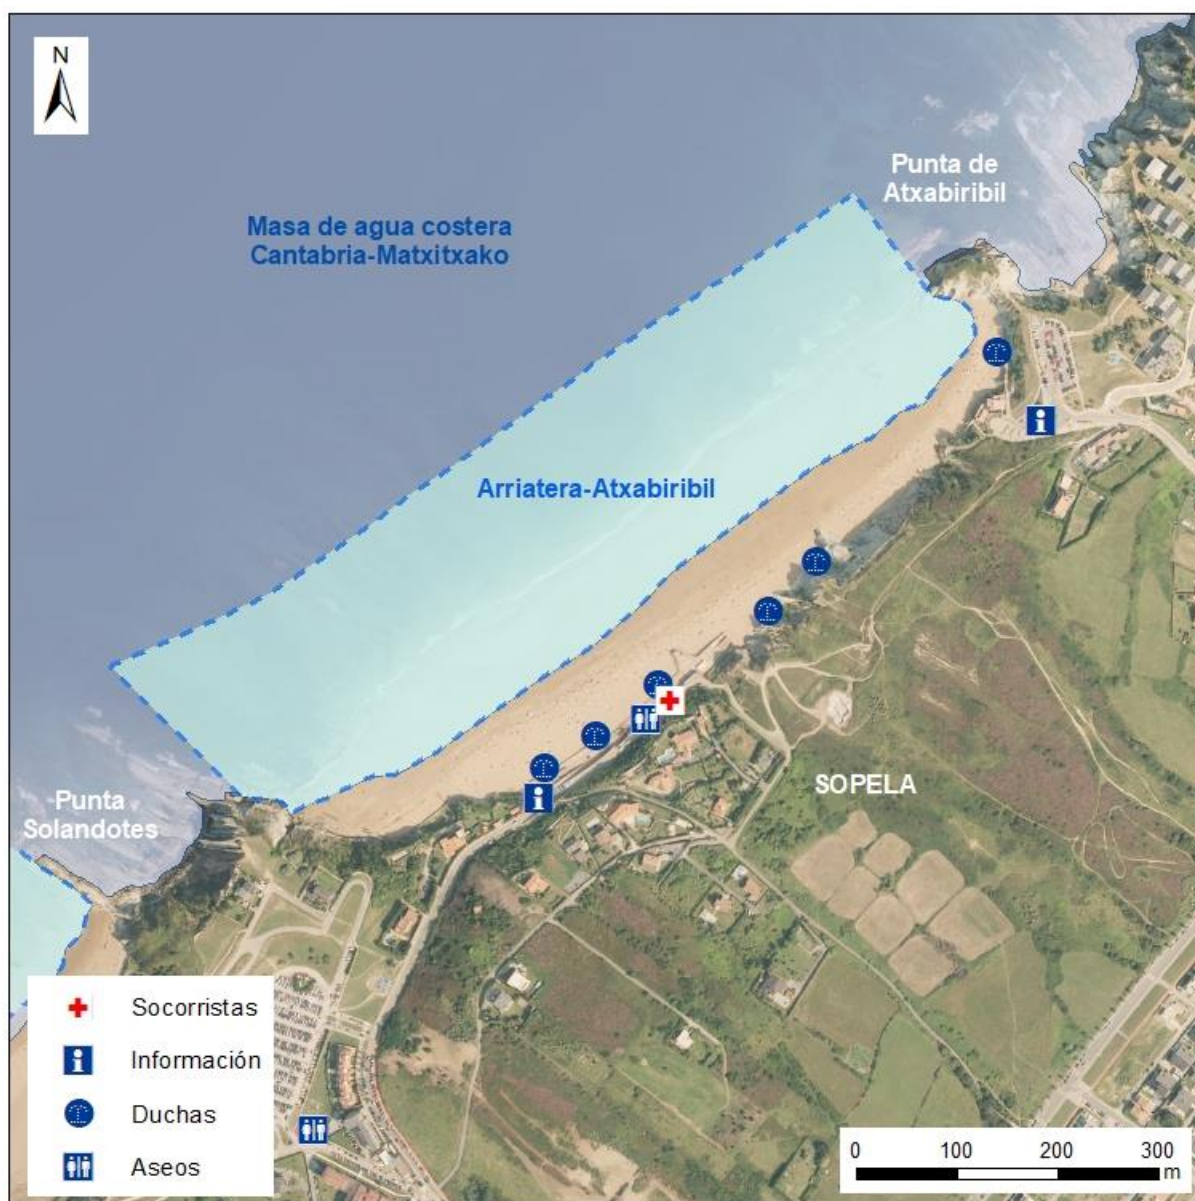 N
Punta de
Atxabiribil
Masa de agua costera
Cantabria-Matxitxako
Arriatera-Atxabiribil
SOPELA
Punta
Solandotes
Socorristas
Información
Duchas
Aseos
0 100 200 300
m